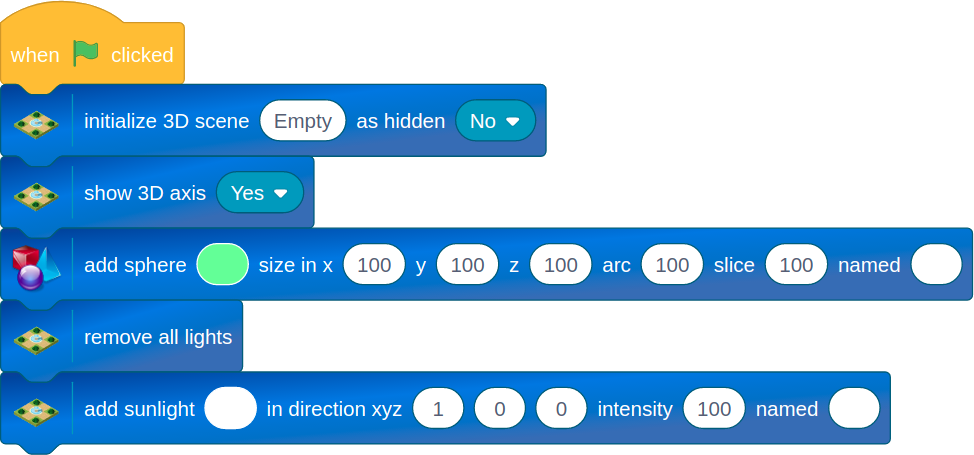 when clicked
initialize 3D scene Empty as hidden No
show 3D axis Yes
add sphere size in x 100 y 100 z 100 arc 100 slice 100 named
remove all lights
add sunlight in direction xyz 1 0 0 intensity 100 named